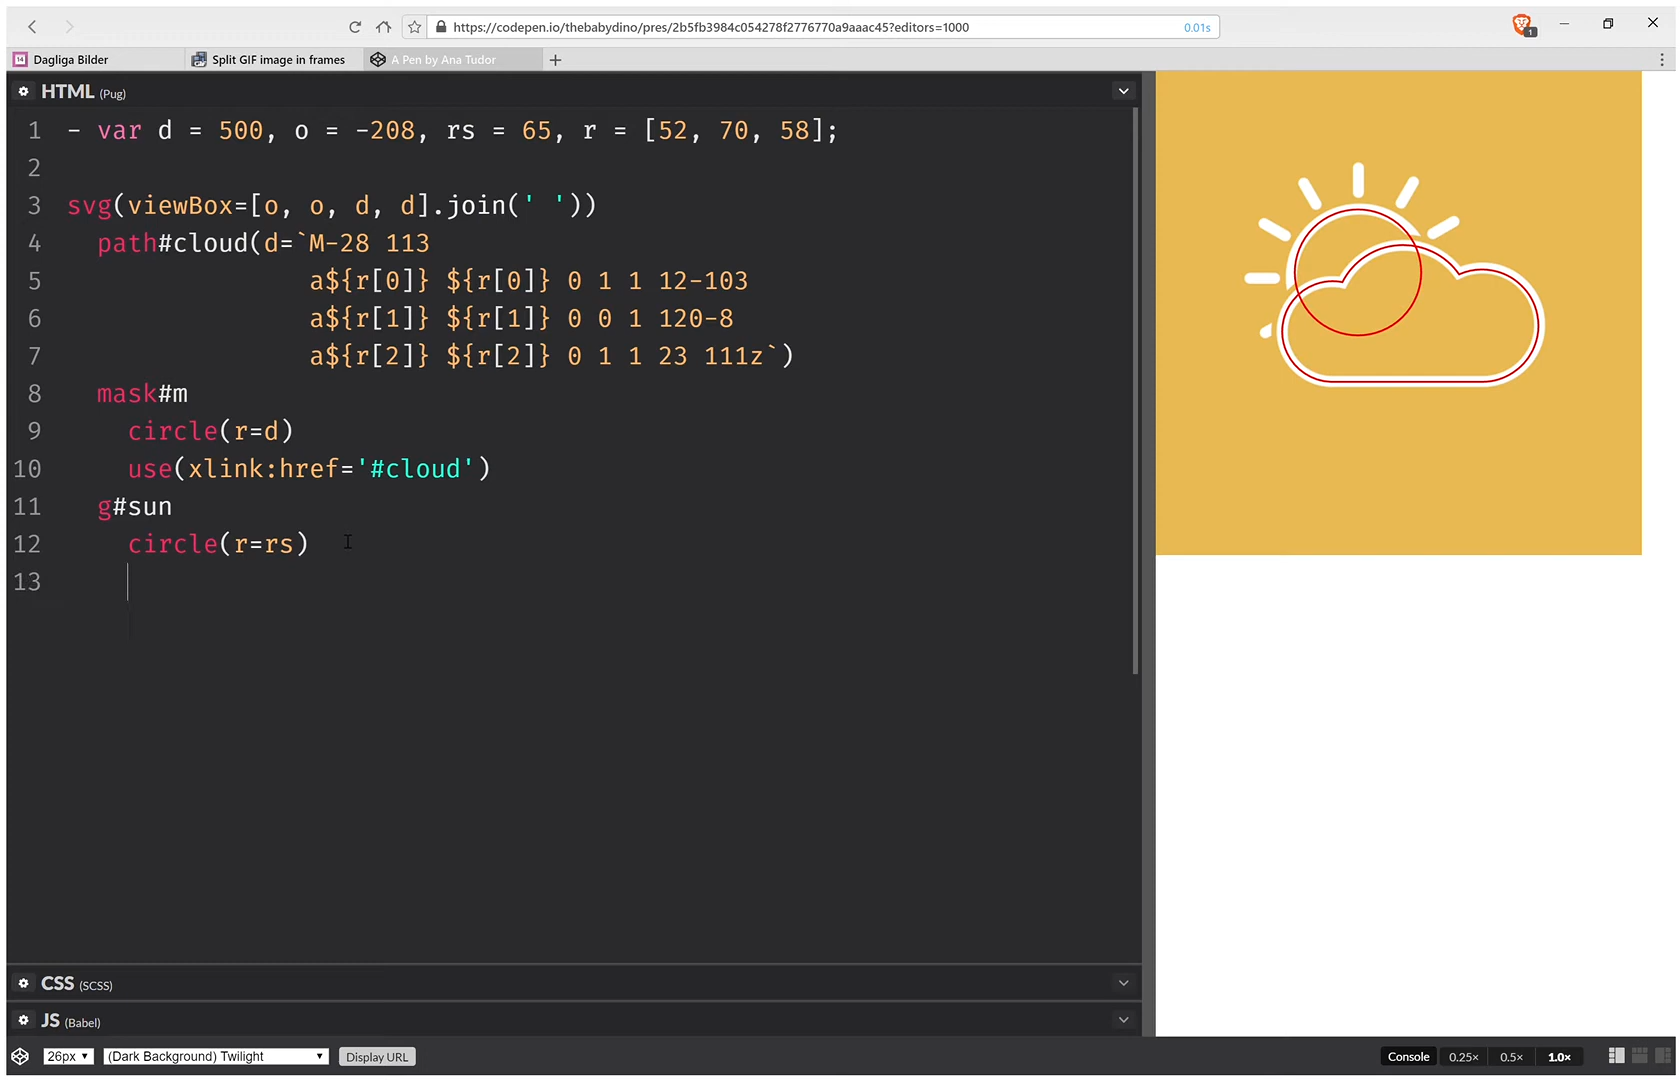 https://codepen.io/thebabydino/pres/2b5fb3984c054278f2776770a9aaac45?editors=1000 0.01s 1
14 Dagliga Bilder Split GIF image in frames A Pen by Ana Tudor
HTML (Pug)
1 - var d = 500, o = -208, rs = 65, r = [52, 70, 58];
2
3 svg(viewBox=[o, o, d, d].join(' '))
4 path#cloud(d=`M-28 113
5 a${r[0]} ${r[0]} 0 1 1 12-103
6 a${r[1]} ${r[1]} 0 0 1 120-8
7 a${r[2]} ${r[2]} 0 1 1 23 111z`)
8 mask#m
9 circle(r=d)
10 use(xlink:href='#cloud')
11 g#sun
12 circle(r=rs)
13
CSS (SCSS)
JS (Babel)
26px (Dark Background) Twilight Display URL Console 0.25× 0.5× 1.0×